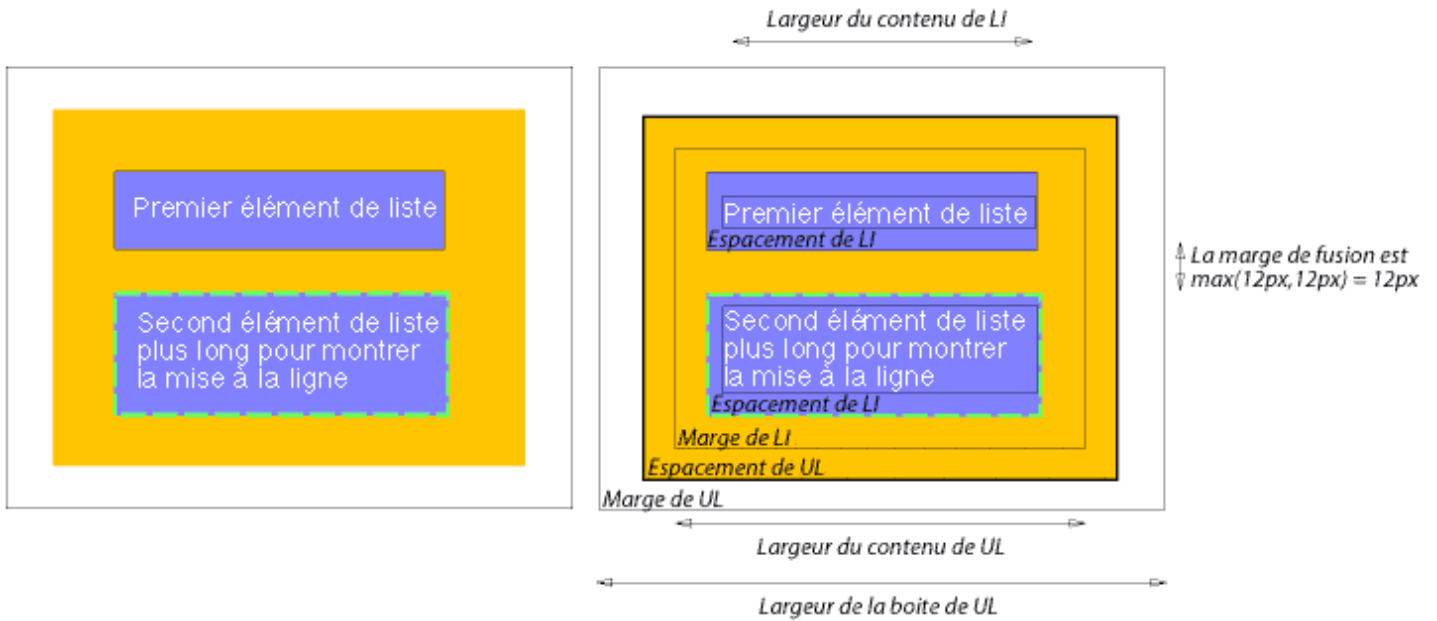 Largeur du contenu de LI
Premier élément de liste
Second élément de liste
plus long pour montrer
la mise à la ligne
Premier élément de liste
Espacement de LI
Second élément de liste
plus long pour montrer
la mise à la ligne
Espacement de LI
Marge de LI
Espacement de UL
Marge de UL
La marge de fusion est
max(12px,12px) = 12px
Largeur du contenu de UL
Largeur de la boite de UL